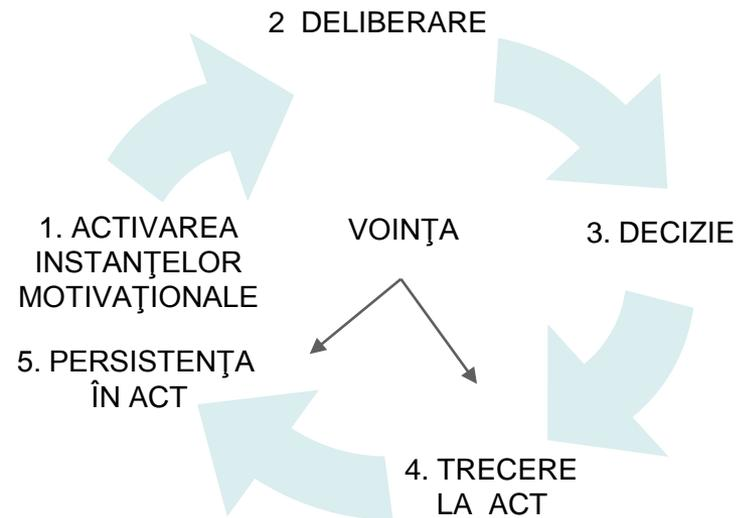 2 DELIBERARE
1. ACTIVAREA
INSTANŢELOR
MOTIVAŢIONALE
VOINŢA
3. DECIZIE
5. PERSISTENŢA
ÎN ACT
4. TRECERE
LA ACT